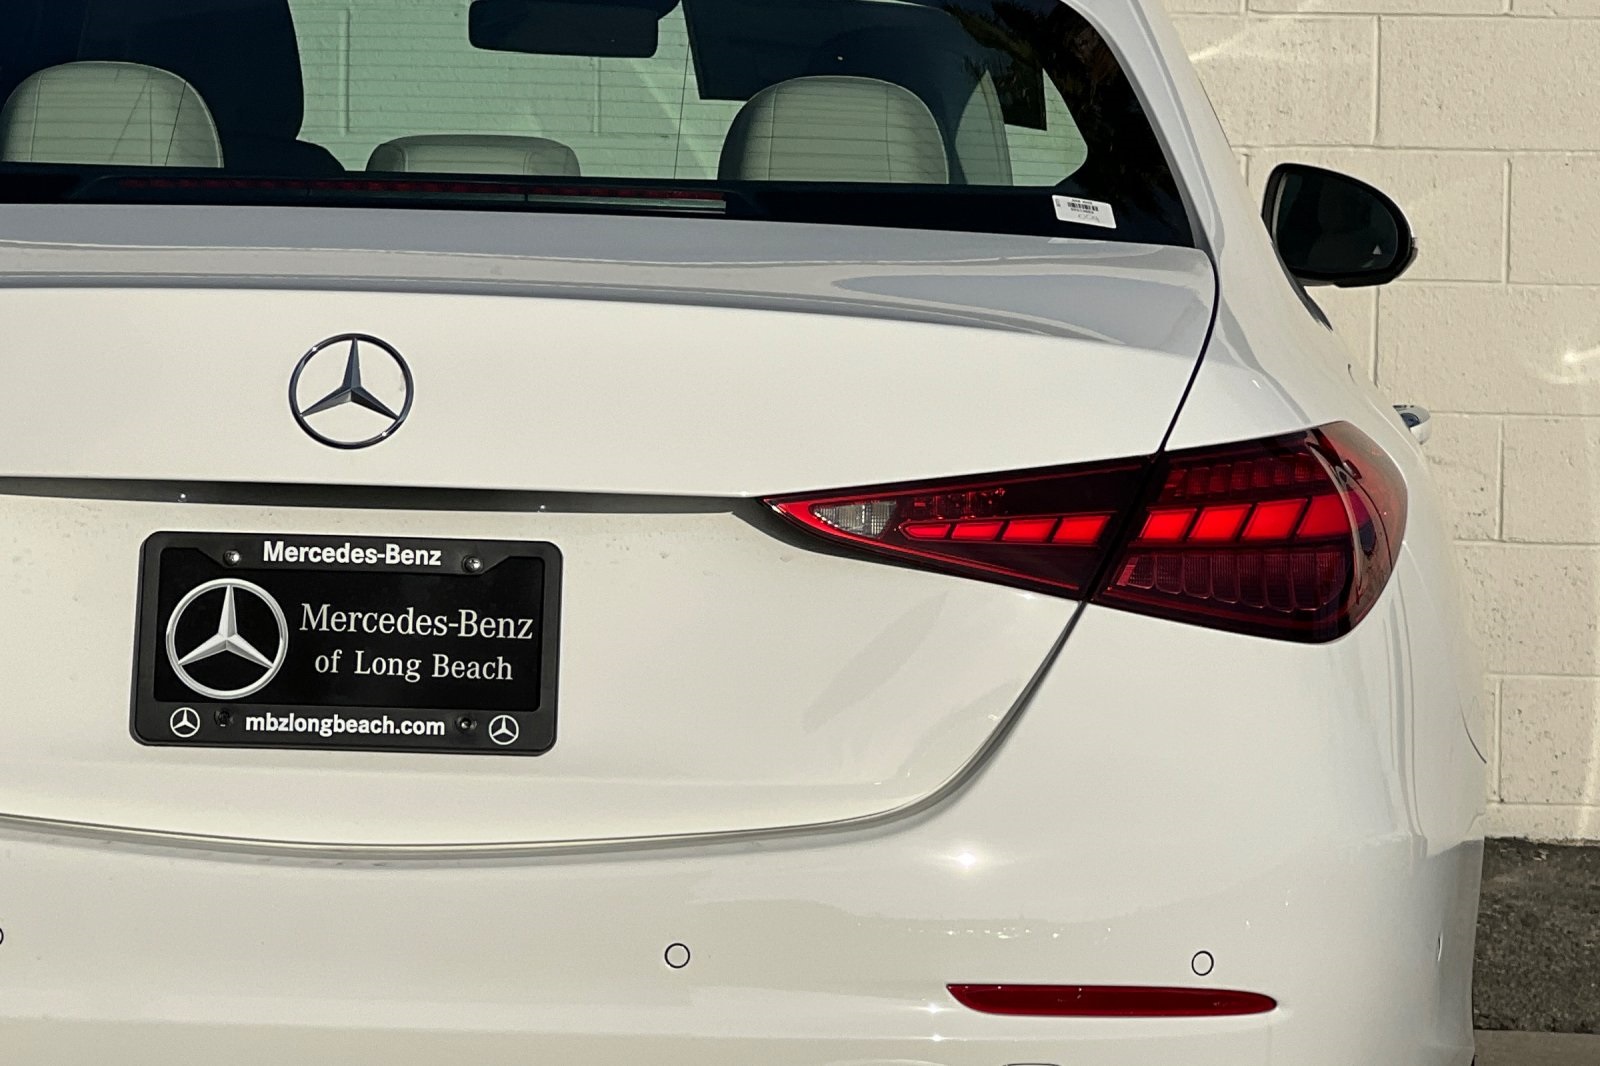 Mercedes-Benz
Mercedes-Benz
of Long Beach
mbzlongbeach.com